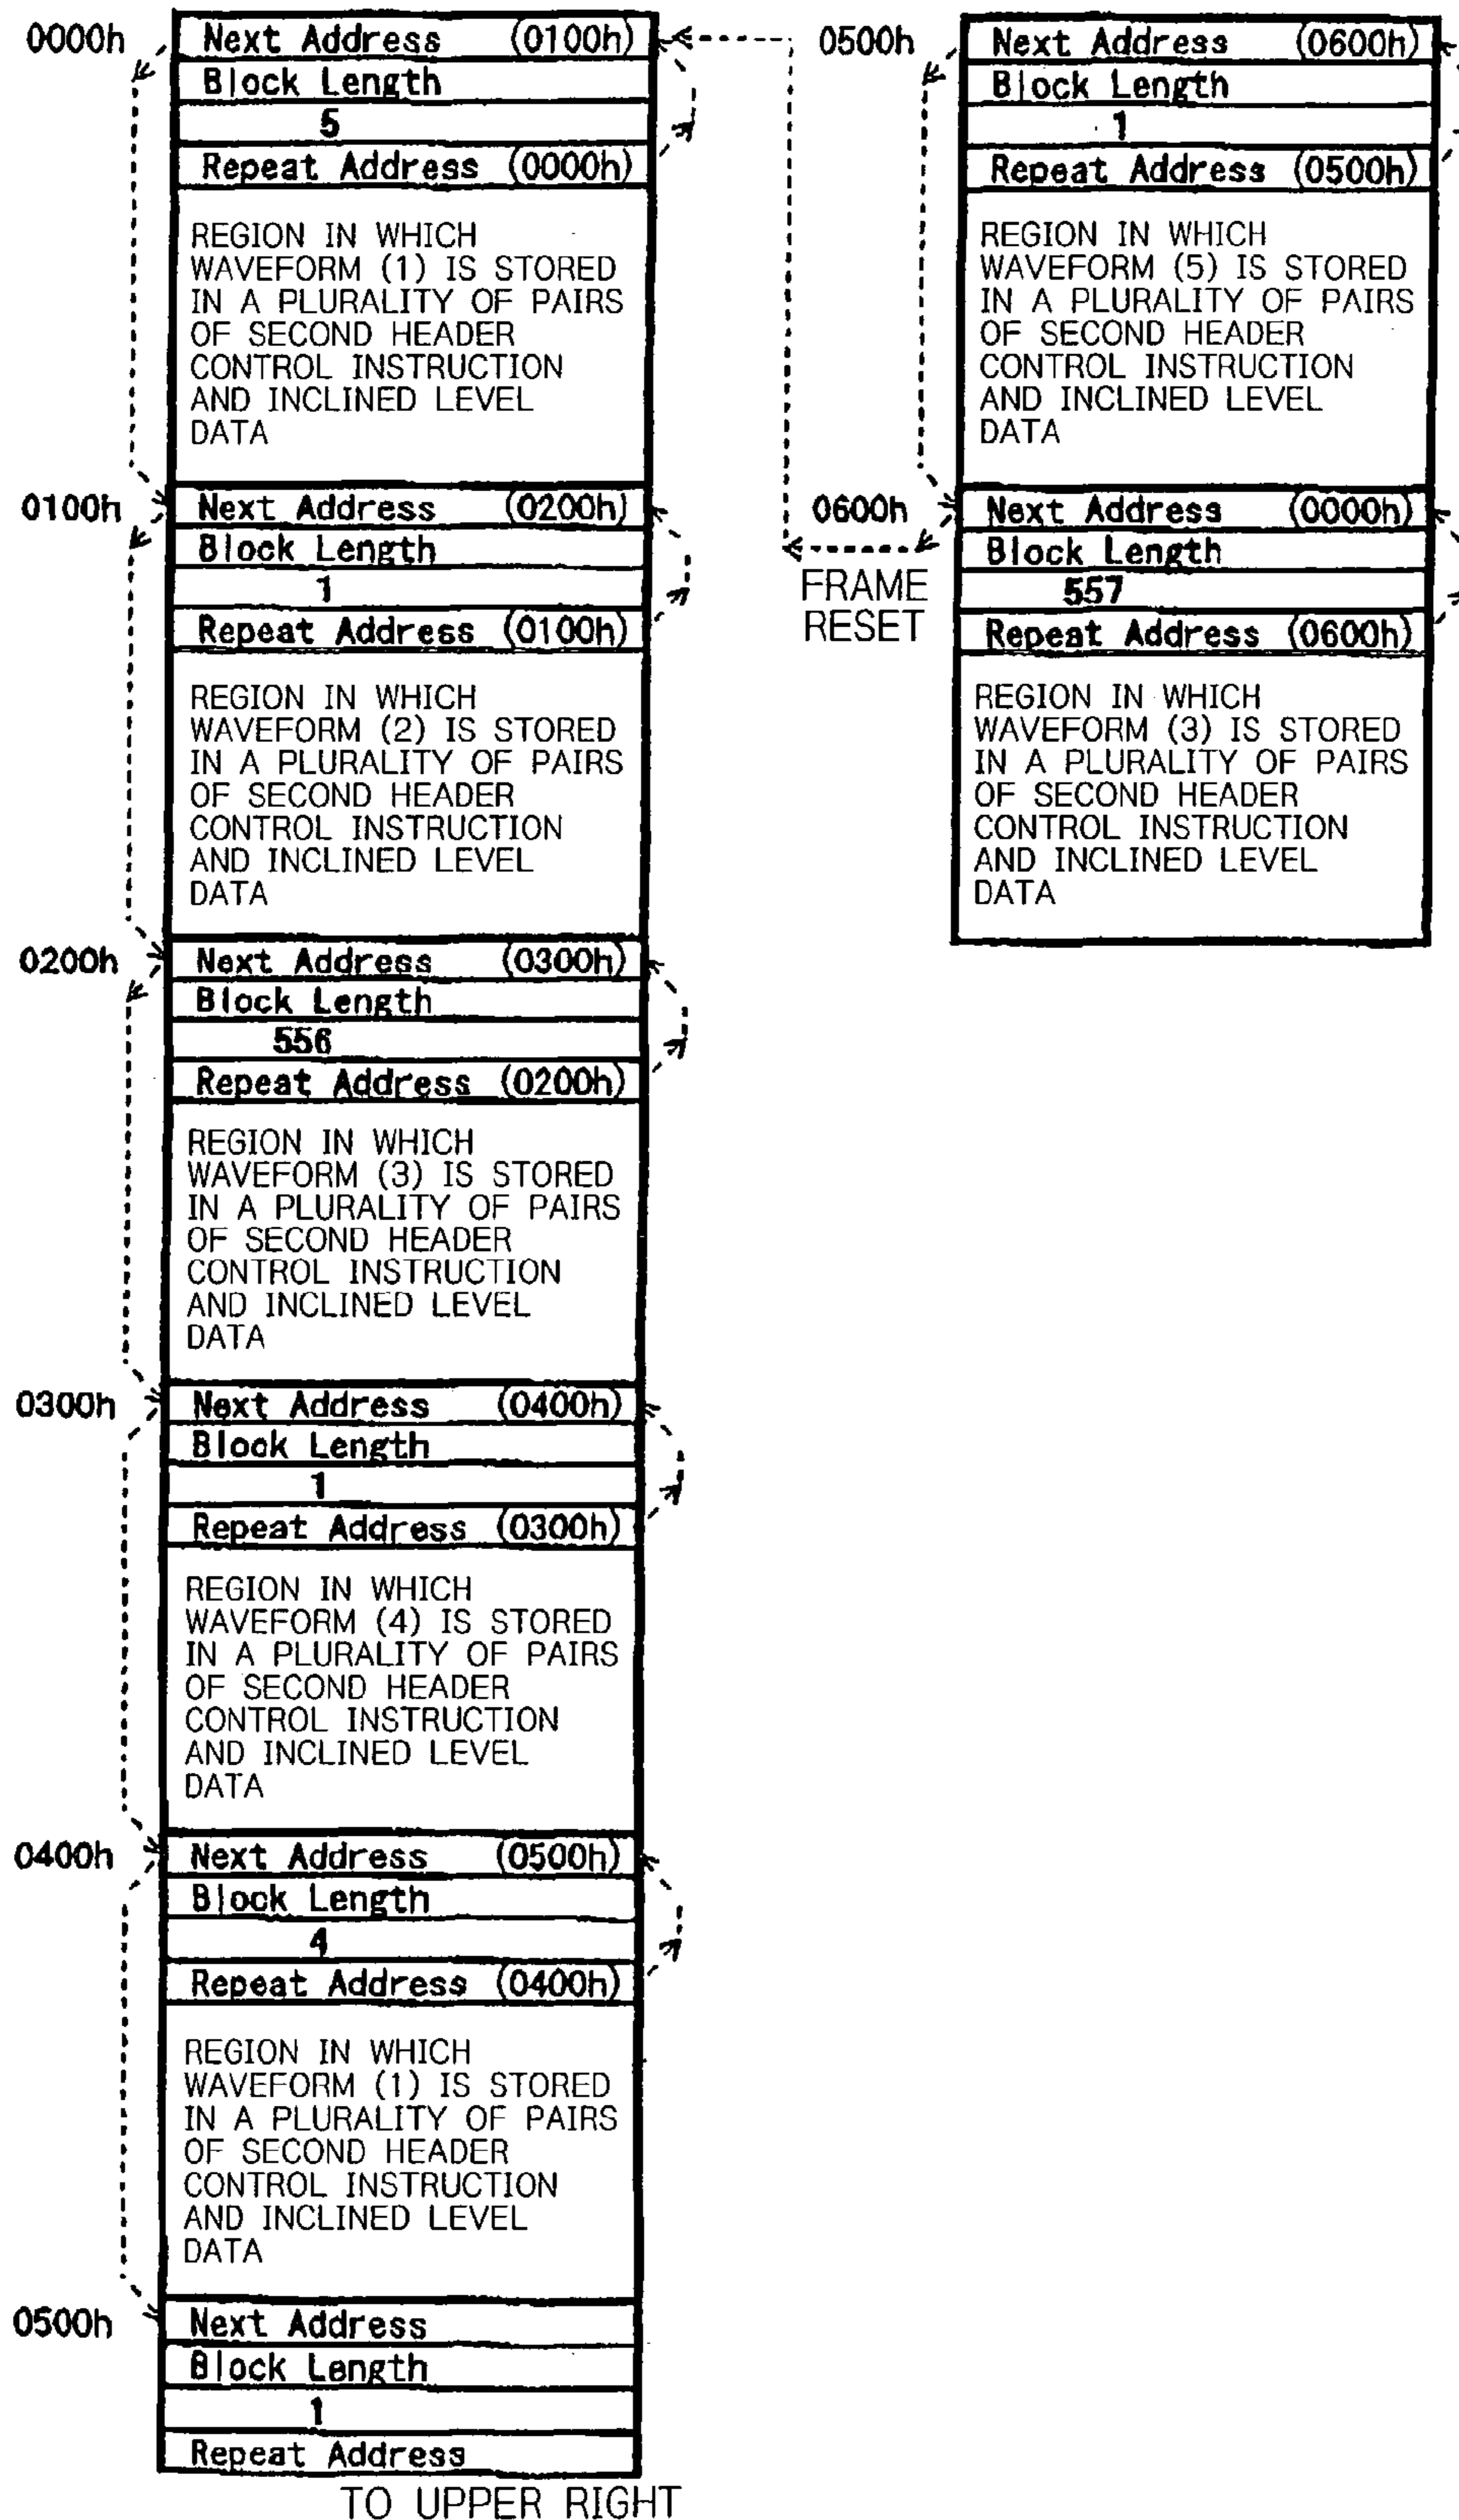 0000h
Next Address (0100h)
Block Length
5
Repeat Address (0000h)
REGION IN WHICH
WAVEFORM (1) IS STORED
IN A PLURALITY OF PAIRS
OF SECOND HEADER
CONTROL INSTRUCTION
AND INCLINED LEVEL
DATA
0100h
Next Address (0200h)
Block Length
1
Repeat Address (0100h)
REGION IN WHICH
WAVEFORM (2) IS STORED
IN A PLURALITY OF PAIRS
OF SECOND HEADER
CONTROL INSTRUCTION
AND INCLINED LEVEL
DATA
0200h
Next Address (0300h)
Block Length
556
Repeat Address (0200h)
REGION IN WHICH
WAVEFORM (3) IS STORED
IN A PLURALITY OF PAIRS
OF SECOND HEADER
CONTROL INSTRUCTION
AND INCLINED LEVEL
DATA
0300h
Next Address (0400h)
Block Length
1
Repeat Address (0300h)
REGION IN WHICH
WAVEFORM (4) IS STORED
IN A PLURALITY OF PAIRS
OF SECOND HEADER
CONTROL INSTRUCTION
AND INCLINED LEVEL
DATA
0400h
Next Address (0500h)
Block Length
4
Repeat Address (0400h)
REGION IN WHICH
WAVEFORM (1) IS STORED
IN A PLURALITY OF PAIRS
OF SECOND HEADER
CONTROL INSTRUCTION
AND INCLINED LEVEL
DATA
0500h
Next Address
Block Length
1
Repeat Address
TO UPPER RIGHT
0500h
Next Address (0600h)
Block Length
1
Repeat Address (0500h)
REGION IN WHICH
WAVEFORM (5) IS STORED
IN A PLURALITY OF PAIRS
OF SECOND HEADER
CONTROL INSTRUCTION
AND INCLINED LEVEL
DATA
0600h
FRAME
RESET
Next Address (0000h)
Block Length
557
Repeat Address (0600h)
REGION IN WHICH
WAVEFORM (3) IS STORED
IN A PLURALITY OF PAIRS
OF SECOND HEADER
CONTROL INSTRUCTION
AND INCLINED LEVEL
DATA